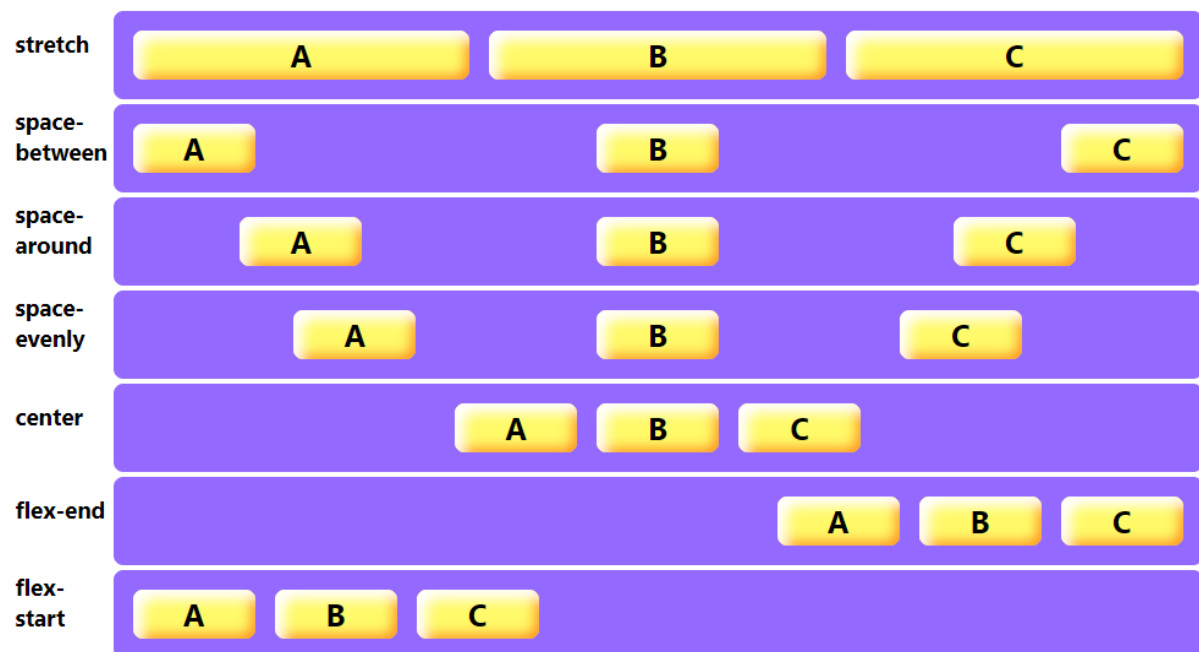 stretch A B C
space-
between A B C
space-
around A B C
space-
evenly A B C
center A B C
flex-end A B C
flex-
start A B C